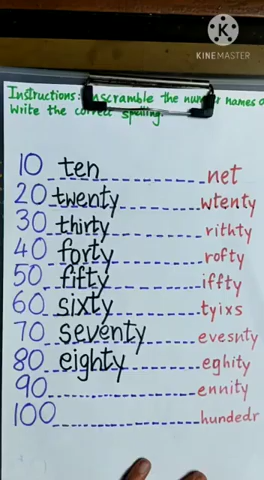 KINEMASTER
Instructions: Unscramble the number names
Write the correct spelling.
10 ten net
20 twenty wtenty
30 thirty rithty
40 forty rofty
50 fifty iffty
60 sixty tyixs
70 seventy evesnty
80 eighty eghity
90 ennity
100 hundedr